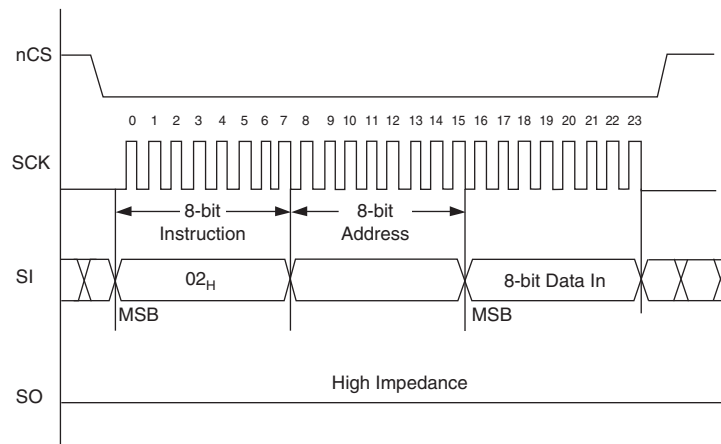 nCS
0 1 2 3 4 5 6 7 8 9 10 11 12 13 14 15 16 17 18 19 20 21 22 23
SCK
8-bit
Instruction
8-bit
Address
SI
02H
8-bit Data In
MSB
MSB
High Impedance
SO